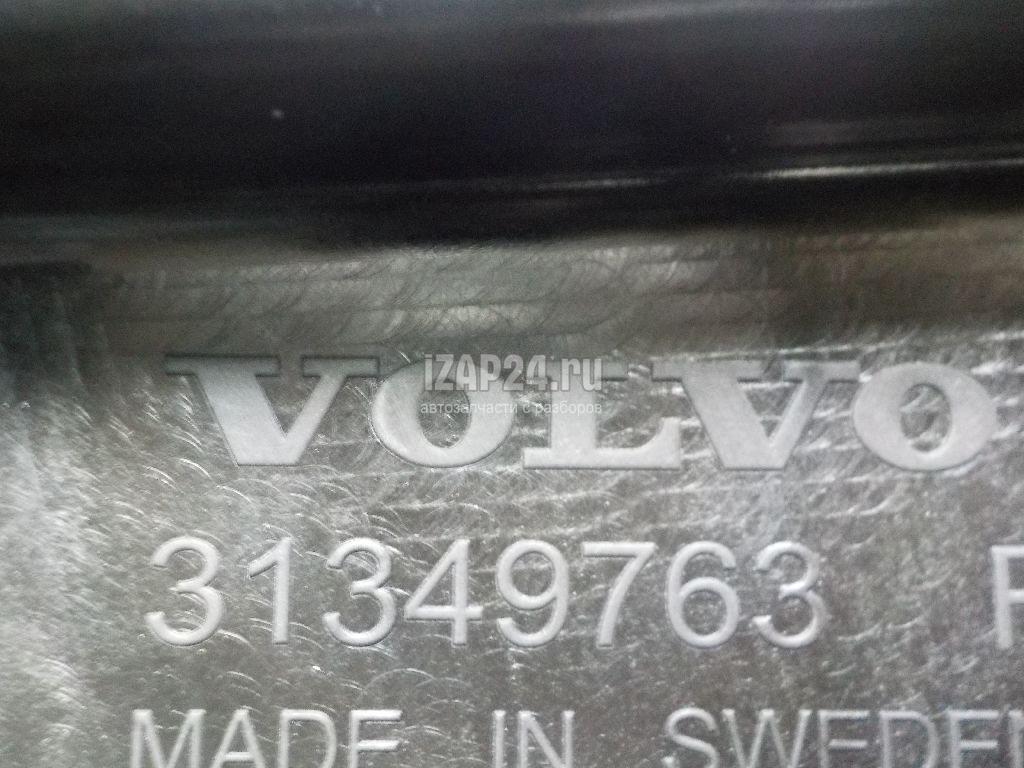 VOLVO
iZAP24.ru
автозапчасти с разборов
31349763
MADE IN SWEDEN